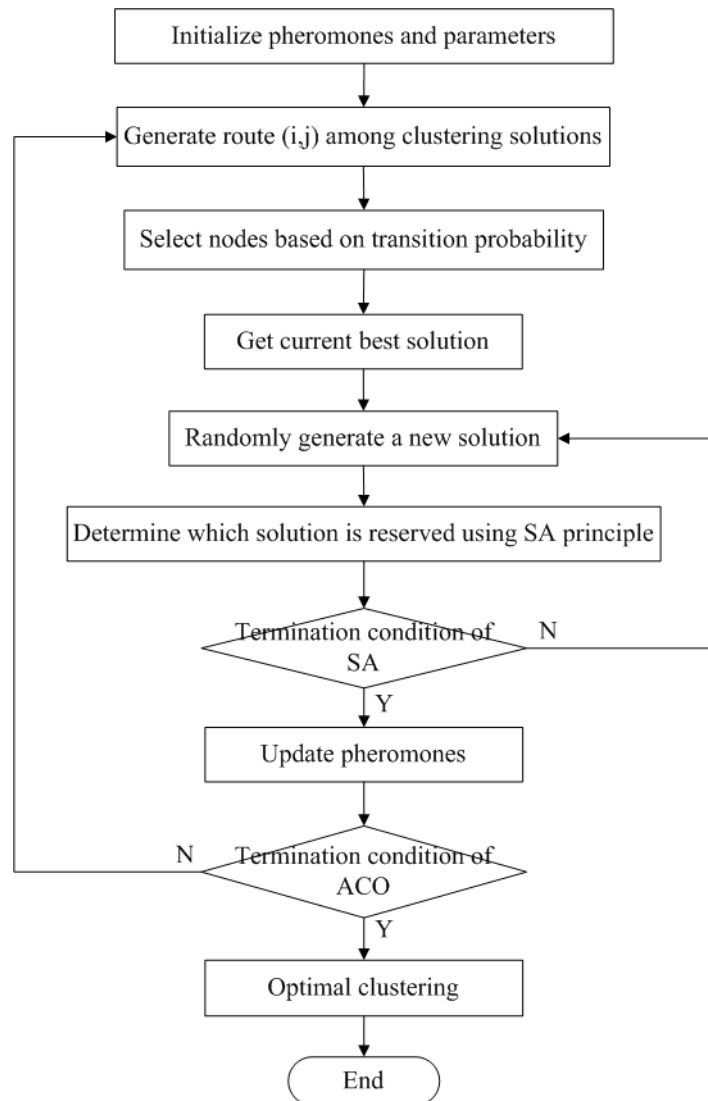 Initialize pheromones and parameters
Generate route (i,j) among clustering solutions
Select nodes based on transition probability
Get current best solution
Randomly generate a new solution
Determine which solution is reserved using SA principle
Termination condition of
SA
N
Y
Update pheromones
N
Termination condition of
ACO
Y
Optimal clustering
End